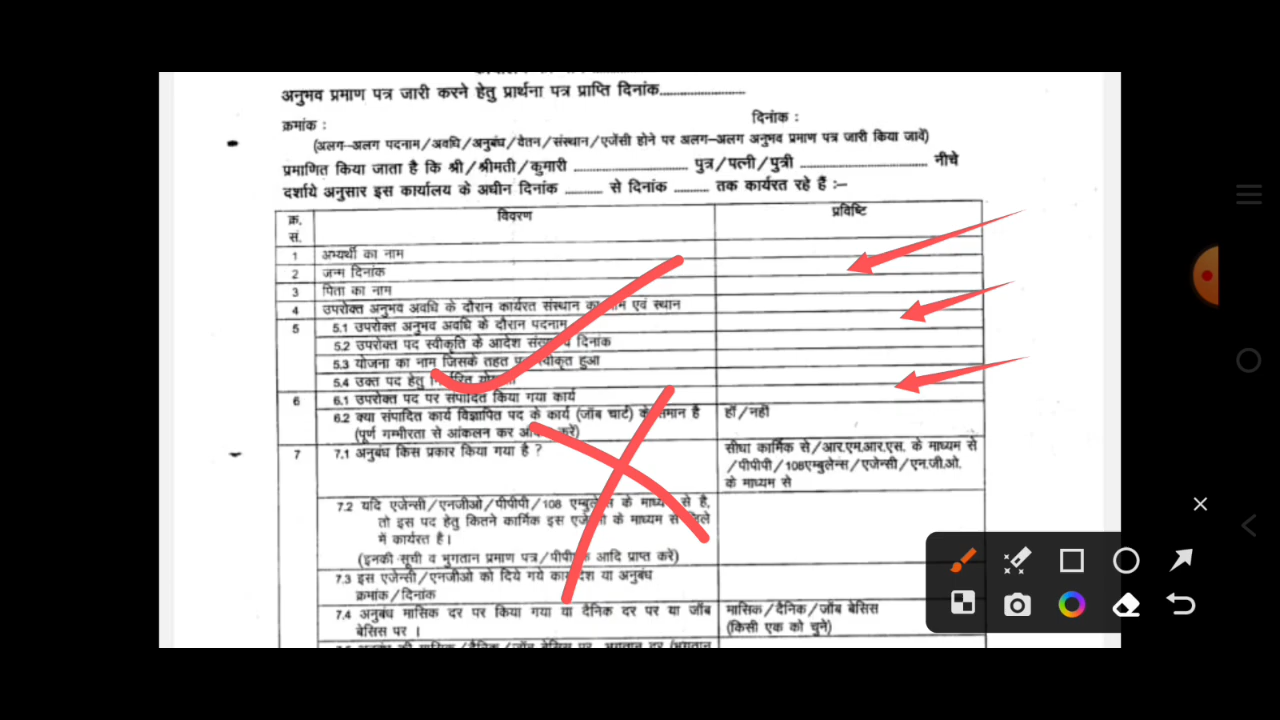 अनुभव प्रमाण पत्र जारी करने हेतु प्रार्थना पत्र प्राप्ति दिनांक......................
क्रमांक :
दिनांक :
(अलग–अलग पदनाम/अवधि/अनुबंध/वेतन/संस्थान/एजेंसी होने पर अलग–अलग अनुभव प्रमाण पत्र जारी किया जावें)
प्रमाणित किया जाता है कि श्री/श्रीमती/कुमारी ............................ पुत्र/पत्नी/पुत्री ............................... नीचे
दर्शाये अनुसार इस कार्यालय के अधीन दिनांक ......... से दिनांक ......... तक कार्यरत रहे हैं :–
क्र. सं. विवरण प्रविष्टि
1 अभ्यर्थी का नाम
2 जन्म दिनांक
3 पिता का नाम
4 उपरोक्त अनुभव अवधि के दौरान कार्यरत संस्थान का नाम एवं स्थान
5 5.1 उपरोक्त अनुभव अवधि के दौरान पदनाम
5.2 उपरोक्त पद स्वीकृति के आदेश दिनांक
5.3 योजना का नाम जिसके तहत पद स्वीकृत हुआ
5.4 उक्त पद हेतु निर्धारित
6 6.1 उपरोक्त पद पर संपादित किया गया कार्य
6.2 क्या संपादित कार्य विज्ञापित पद के कार्य (जॉब चार्ट) के समान है हाँ/नहीं
(पूर्ण गम्भीरता से आंकलन कर करें)
7 7.1 अनुबंध किस प्रकार किया गया है ? सीधा कार्मिक से/आर.एम.आर.एस. के माध्यम से
/पीपीपी/108एम्बुलेन्स/एजेन्सी/एन.जी.ओ.
के माध्यम से
7.2 यदि एजेन्सी/एनजीओ/पीपीपी/108 एम्बुलेन्स के माध्यम से है,
तो इस पद हेतु कितने कार्मिक इस एजेन्सी के माध्यम से जिले
में कार्यरत है।
(इनकी सूची व भुगतान प्रमाण पत्र/पीपीएफ आदि प्राप्त करें)
7.3 इस एजेन्सी/एनजीओ को दिये गये कार्यादेश या अनुबंध
क्रमांक/दिनांक
7.4 अनुबंध मासिक दर पर किया गया या दैनिक दर पर या जॉब मासिक/दैनिक/जॉब बेसिस
बेसिस पर । (किसी एक को चुने)